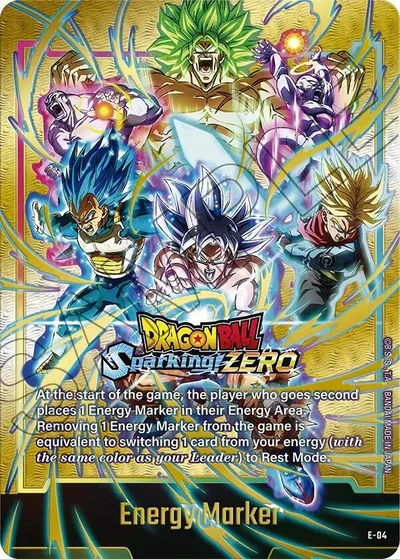 DRAGON BALL
Sparking! ZERO
At the start of the game, the player who goes second
places 1 Energy Marker in their Energy Area.
Removing 1 Energy Marker from the game is
equivalent to switching 1 card from your energy (with
the same color as your Leader) to Rest Mode.
Energy Marker
E-04
©B.S./S.,T.A. BANDAI MADE IN JAPAN